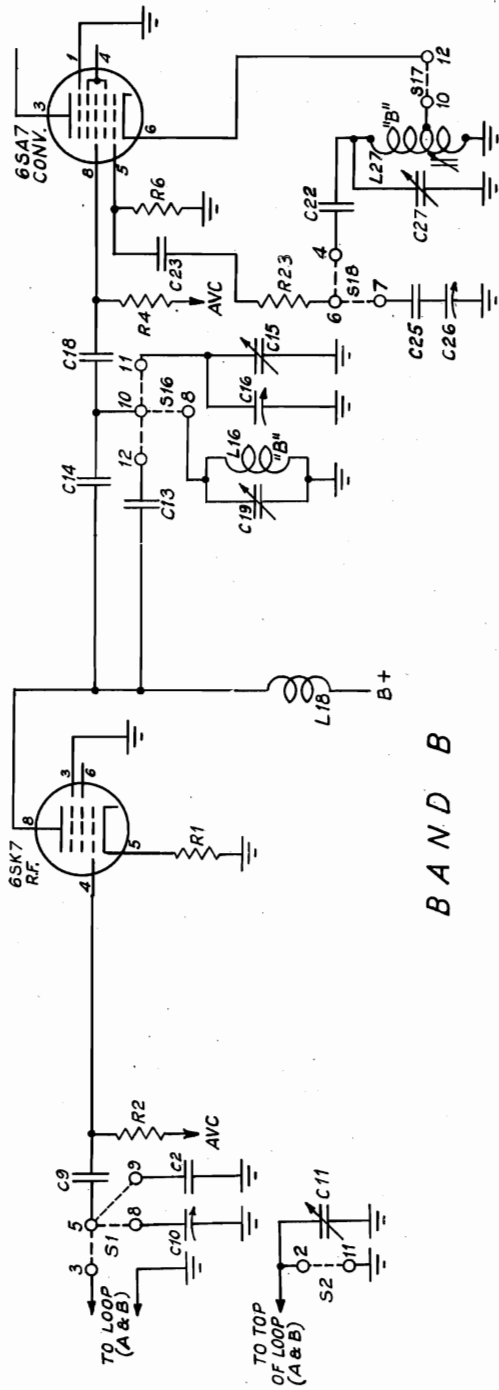 6SK7
R.F.
8
3
6
4
5
R1
C9
R2
AVC
5
3
S1
8
9
C10
C2
TO LOOP
(A & B)
TO TOP
OF LOOP
(A & B)
2
S2
11
C11
L18
B+
C14
C18
C13
12
10
11
S16
8
C16
C15
C19
L16
"B"
R4
AVC
6SA7
CONV.
3
1
4
8
5
6
R6
C23
R23
6
4
S18
7
C22
C25
C26
C27
L27
"B"
10
S17
12
BAND B